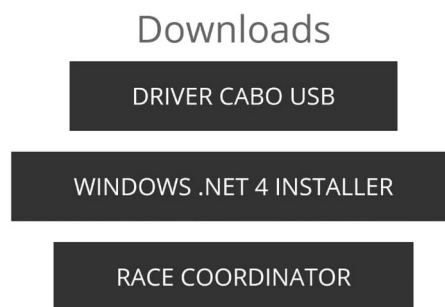 Downloads
DRIVER CABO USB
WINDOWS .NET 4 INSTALLER
RACE COORDINATOR